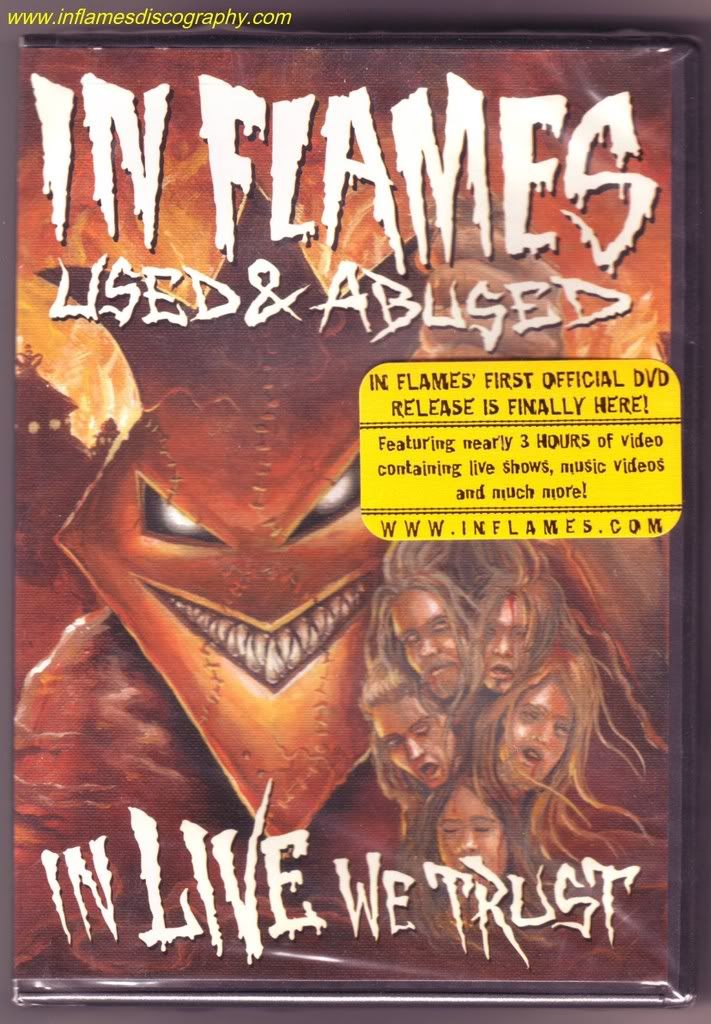 www.inflamesdiscography.com
IN FLAMES
USED & ABUSED
IN FLAMES' FIRST OFFICIAL DVD
RELEASE IS FINALLY HERE!
Featuring nearly 3 HOURS of video
containing live shows, music videos
and much more!
WWW.INFLAMES.COM
IN LIVE WE TRUST